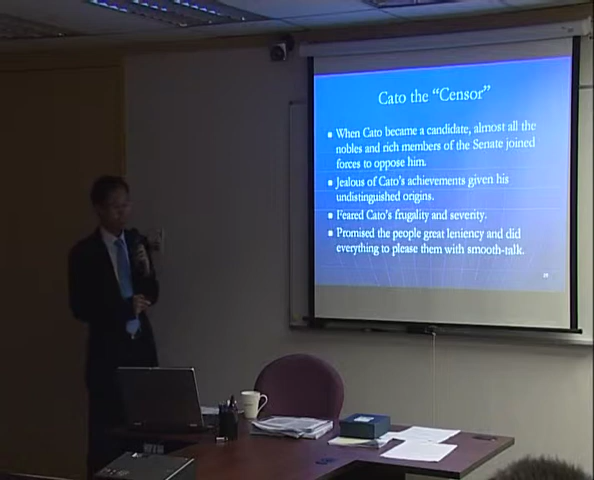 Cato the "Censor"
When Cato became a candidate, almost all the
nobles and rich members of the Senate joined
forces to oppose him.
Jealous of Cato's achievements given his
undistinguished origins.
Feared Cato's frugality and severity.
Promised the people great leniency and did
everything to please them with smooth-talk.